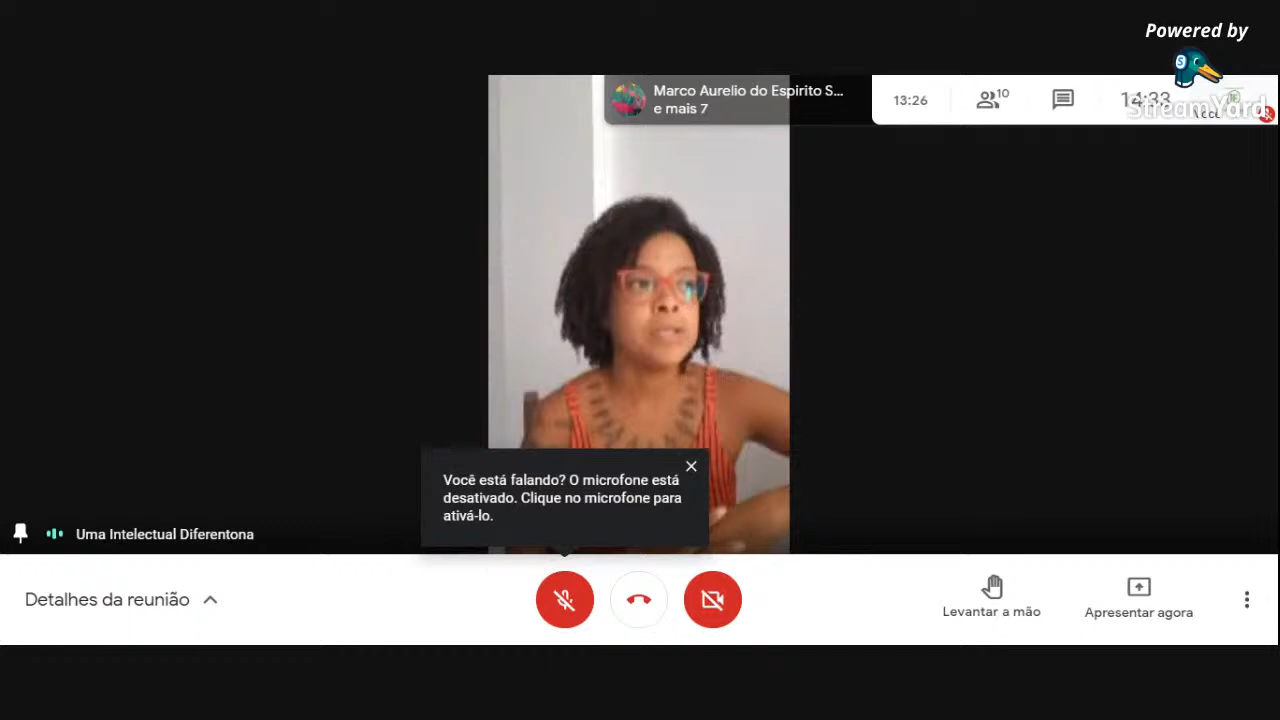 Powered by
StreamYard
Marco Aurelio do Espirito S...
e mais 7
13:26
10
14:33
Você está falando? O microfone está
desativado. Clique no microfone para
ativá-lo.
Uma Intelectual Diferentona
Detalhes da reunião
Levantar a mão
Apresentar agora